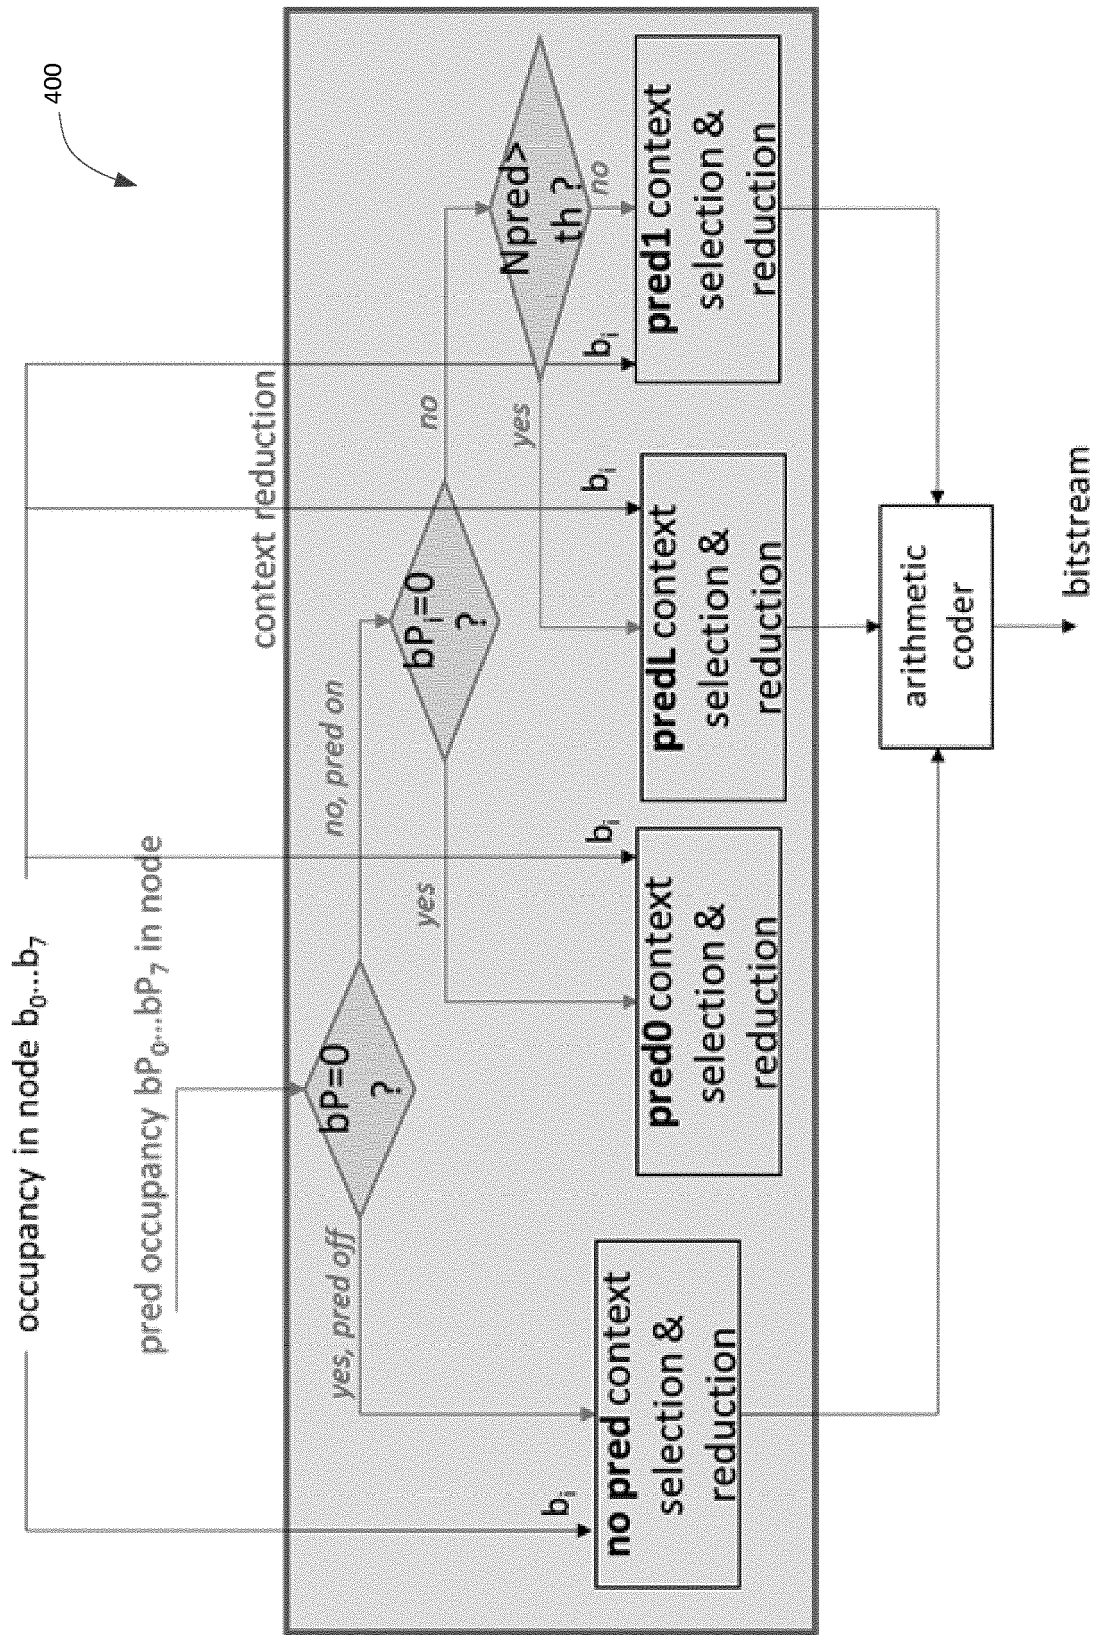 400
occupancy in node b0...b7
pred occupancy bP0...bP7 in node
context reduction
bP=0
?
yes, pred off
no, pred on
bPi=0
?
yes
no
Npred>
th ?
yes
no
bi
bi
bi
bi
no pred context
selection &
reduction
pred0 context
selection &
reduction
predL context
selection &
reduction
pred1 context
selection &
reduction
arithmetic
coder
bitstream